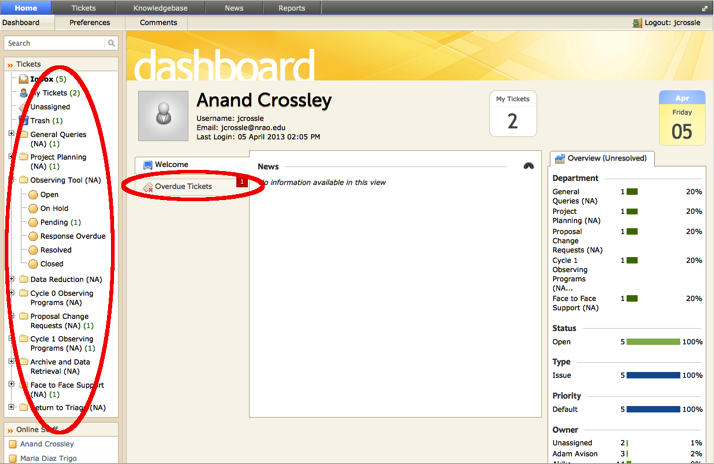 Home Tickets Knowledgebase News Reports
Dashboard Preferences Comments Logout: jcrossle
Search
Tickets
Inbox (5)
My Tickets (2)
Unassigned
Trash (1)
General Queries
(NA) (1)
Project Planning
(NA) (1)
Observing Tool (NA)
Open
On Hold
Pending (1)
Response Overdue
Resolved
Closed
Data Reduction (NA)
Cycle 0 Observing
Programs (NA)
Proposal Change
Requests (NA) (1)
Cycle 1 Observing
Programs (NA) (1)
Archive and Data
Retrieval (NA)
Face to Face Support
(NA) (1)
Return to Triage (NA)
Online Staff
Anand Crossley
Maria Diaz Trigo
dashboard
Anand Crossley
Username: jcrossle
Email: jcrossle@nrao.edu
Last Login: 05 April 2013 02:05 PM
My Tickets
2
Apr
Friday
05
Welcome
Overdue Tickets 1
News
No information available in this view
Overview (Unresolved)
Department
General 1 20%
Queries (NA)
Project 1 20%
Planning (NA)
Proposal 1 20%
Change
Requests (NA)
Cycle 1 1 20%
Observing
Programs
(NA...
Face to Face 1 20%
Support (NA)
Status
Open 5 100%
Type
Issue 5 100%
Priority
Default 5 100%
Owner
Unassigned 2 1%
Adam Avison 2 3%